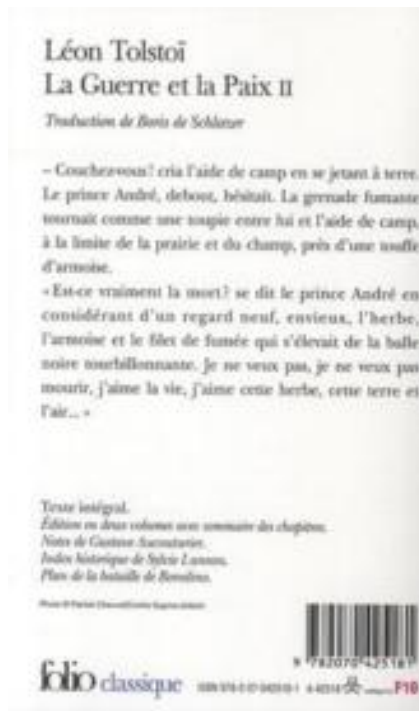 Léon Tolstoï
La Guerre et la Paix II
Traduction de Boris de Schlœzer
– Couchez-vous! cria l'aide de camp en se jetant à terre.
Le prince André, debout, hésitait. La grenade fumante
tournait comme une toupie entre lui et l'aide de camp,
à la limite de la prairie et du champ, près d'une touffe
d'armoise.
«Est-ce vraiment la mort? se dit le prince André en
considérant d'un regard neuf, envieux, l'herbe,
l'armoise et le filet de fumée qui s'élevait de la balle
noire tourbillonnante. Je ne veux pas, je ne veux pas
mourir, j'aime la vie, j'aime cette herbe, cette terre et
l'air... »
Texte intégral.
Édition en deux volumes avec sommaire des chapitres.
Notes de Gustave Aucouturier.
Index historique de Sylvie Luneau.
Plan de la bataille de Borodino.
9 782070 425181
folio classique F10